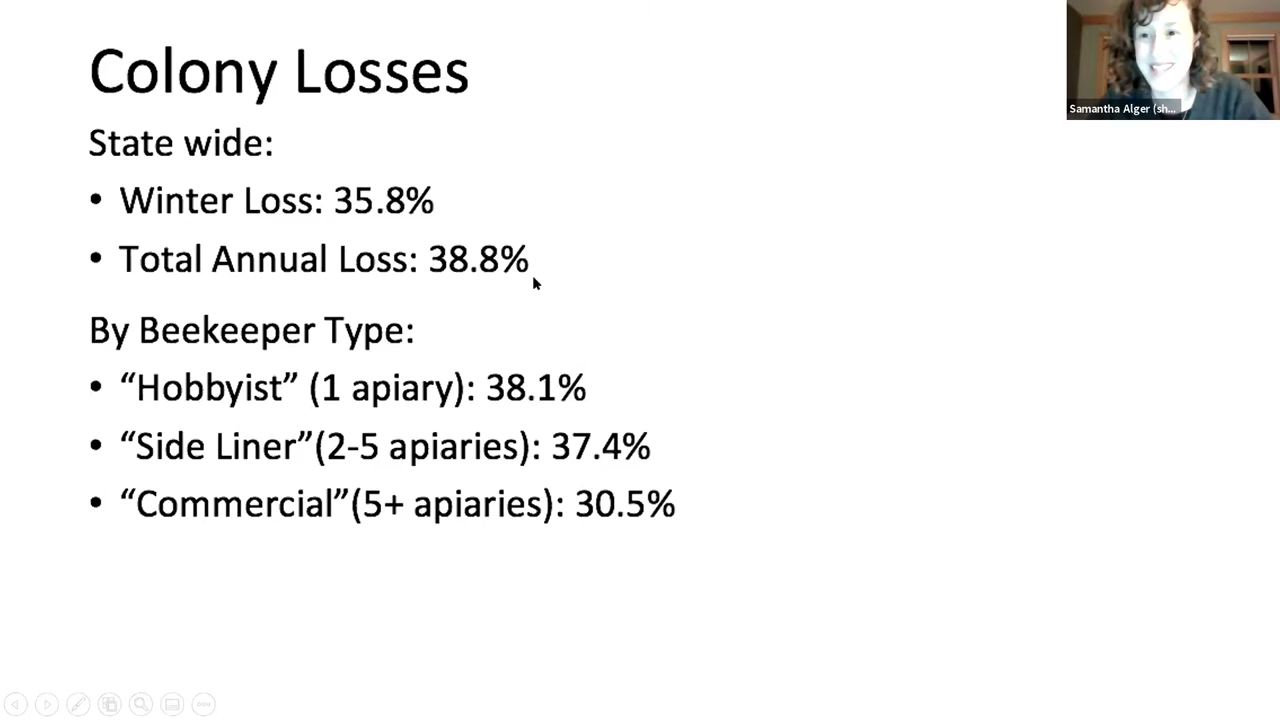 Colony Losses
State wide:
• Winter Loss: 35.8%
• Total Annual Loss: 38.8%
By Beekeeper Type:
• “Hobbyist” (1 apiary): 38.1%
• “Side Liner”(2-5 apiaries): 37.4%
• “Commercial”(5+ apiaries): 30.5%
Samantha Alger (sh...